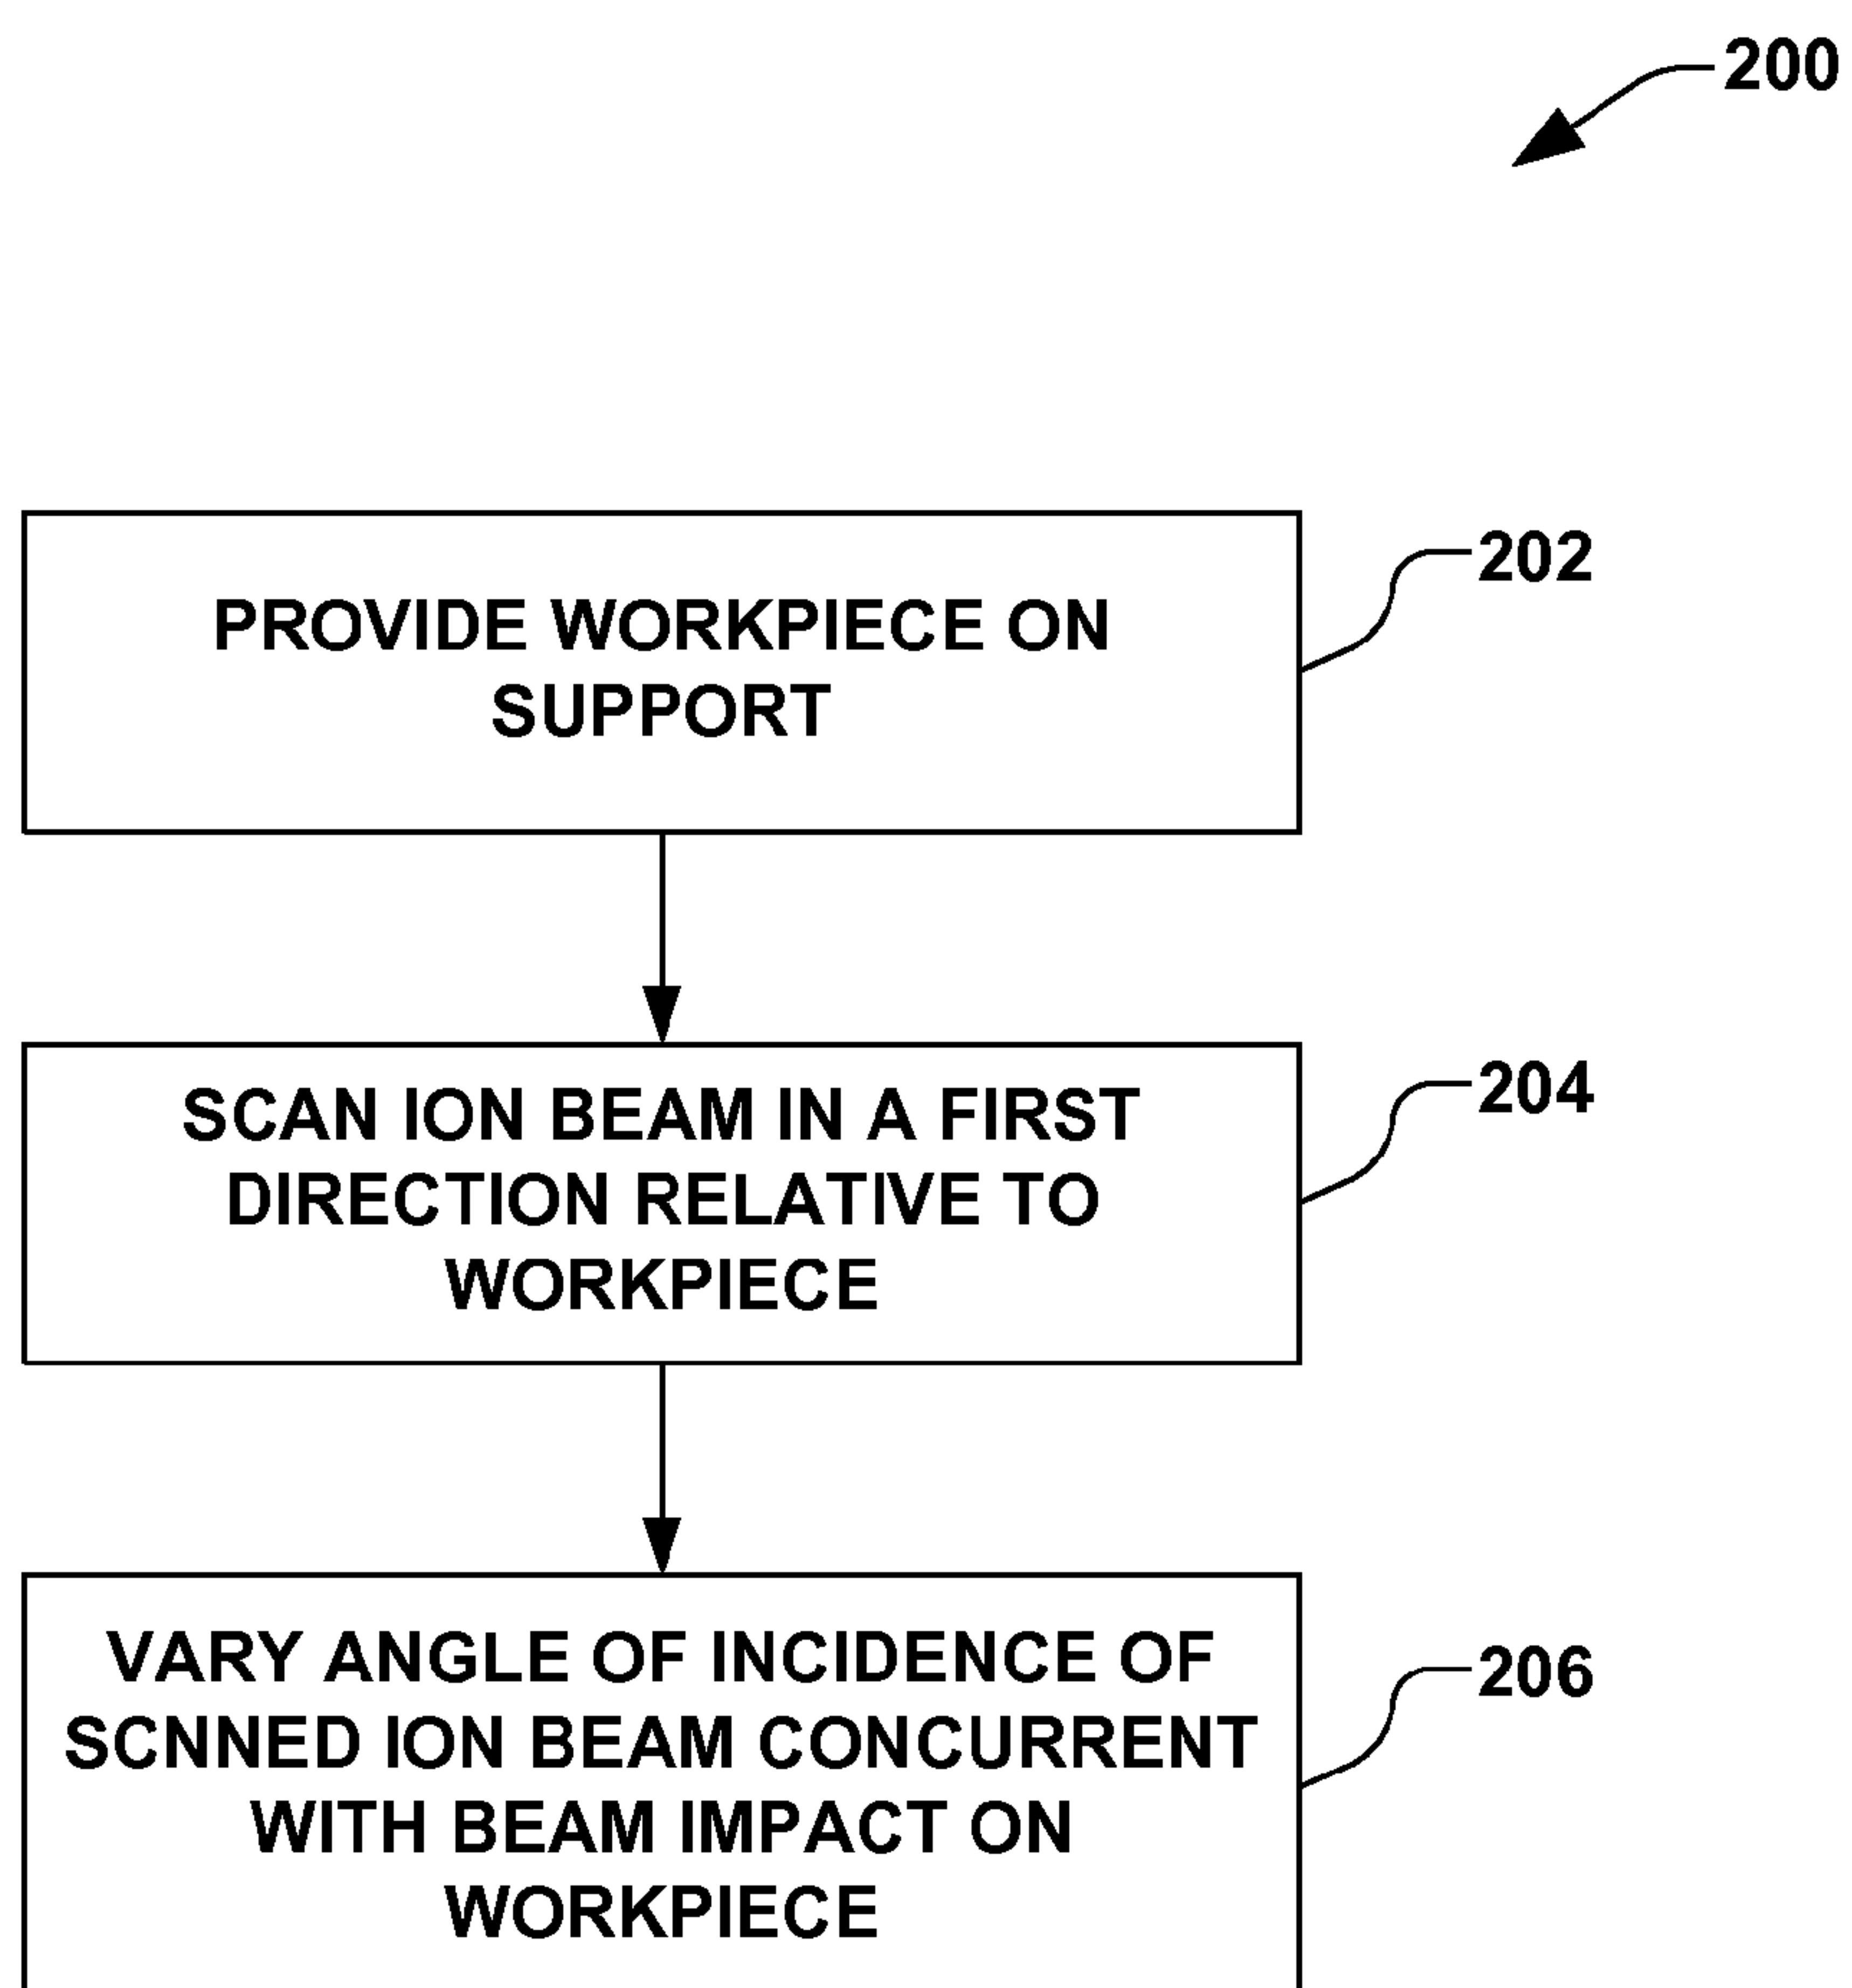 200
202
PROVIDE WORKPIECE ON
SUPPORT
204
SCAN ION BEAM IN A FIRST
DIRECTION RELATIVE TO
WORKPIECE
206
VARY ANGLE OF INCIDENCE OF
SCNNED ION BEAM CONCURRENT
WITH BEAM IMPACT ON
WORKPIECE